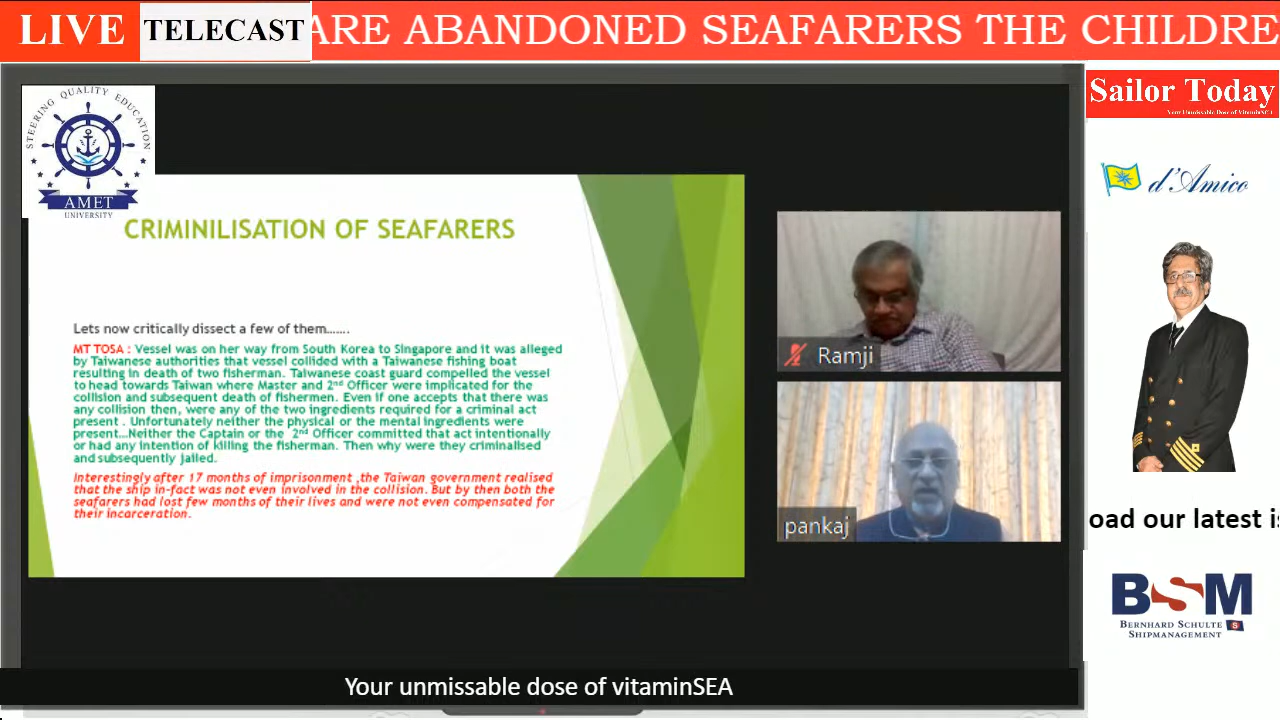 LIVE TELECAST ARE ABANDONED SEAFARERS THE CHILDRE
Sailor Today
STEERING QUALITY EDUCATION
AMET
UNIVERSITY
CRIMINILISATION OF SEAFARERS
Lets now critically dissect a few of them.......
MT TOSA : Vessel was on her way from South Korea to Singapore and it was alleged
by Taiwanese authorities that vessel collided with a Taiwanese fishing boat
resulting in death of two fisherman. Taiwanese coast guard compelled the vessel
to head towards Taiwan where Master and 2nd Officer were implicated for the
collision and subsequent death of fishermen. Even if one accepts that there was
any collision then, were any of the two ingredients required for a criminal act
present . Unfortunately neither the physical or the mental ingredients were
present...Neither the Captain or the 2nd Officer committed that act intentionally
or had any intention of killing the fisherman. Then why were they criminalised
and subsequently jailed.
Interestingly after 17 months of imprisonment ,the Taiwan government realised
that the ship in-fact was not even involved in the collision. But by then both the
seafarers had lost few months of their lives and were not even compensated for
their incarceration.
Ramji
pankaj
d'Amico
oad our latest is
BSM
BERNHARD SCHULTE
SHIPMANAGEMENT
Your unmissable dose of vitaminSEA